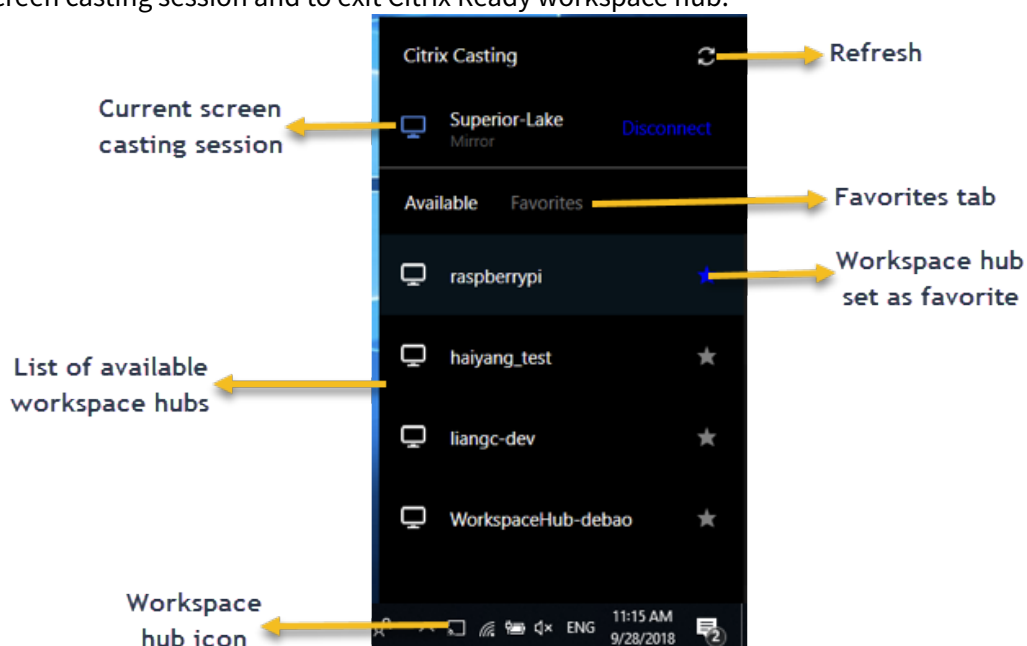 screen casting session and to exit Citrix Ready workspace hub.
Citrix Casting
Refresh
Current screen
casting session
Superior-Lake
Mirror
Disconnect
Available Favorites
Favorites tab
raspberrypi
Workspace hub
set as favorite
List of available
workspace hubs
haiyang_test
liangc-dev
WorkspaceHub-debao
Workspace
hub icon
ENG
11:15 AM
9/28/2018
2